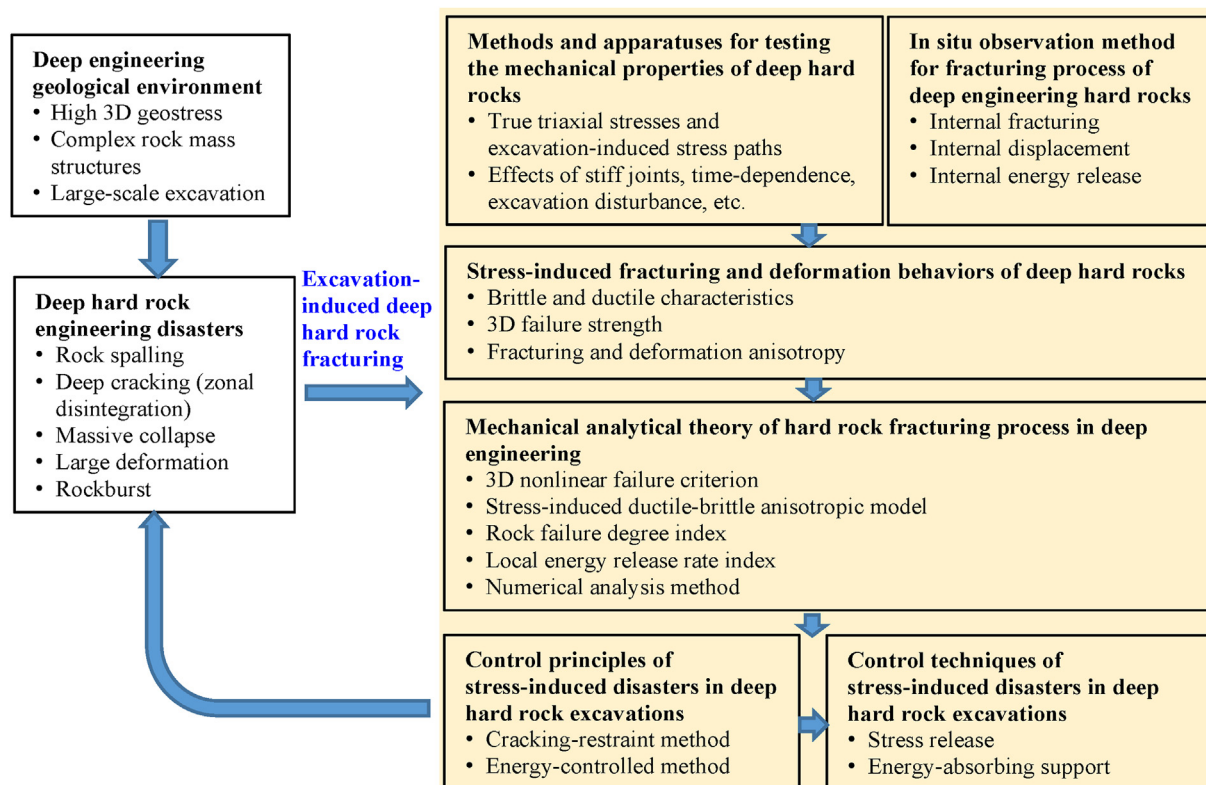 Deep engineering
geological environment
• High 3D geostress
• Complex rock mass
structures
• Large-scale excavation
Deep hard rock
engineering disasters
• Rock spalling
• Deep cracking (zonal
disintegration)
• Massive collapse
• Large deformation
• Rockburst
Excavation-
induced deep
hard rock
fracturing
Methods and apparatuses for testing
the mechanical properties of deep hard
rocks
• True triaxial stresses and
excavation-induced stress paths
• Effects of stiff joints, time-dependence,
excavation disturbance, etc.
In situ observation method
for fracturing process of
deep engineering hard rocks
• Internal fracturing
• Internal displacement
• Internal energy release
Stress-induced fracturing and deformation behaviors of deep hard rocks
• Brittle and ductile characteristics
• 3D failure strength
• Fracturing and deformation anisotropy
Mechanical analytical theory of hard rock fracturing process in deep
engineering
• 3D nonlinear failure criterion
• Stress-induced ductile-brittle anisotropic model
• Rock failure degree index
• Local energy release rate index
• Numerical analysis method
Control principles of
stress-induced disasters in deep
hard rock excavations
• Cracking-restraint method
• Energy-controlled method
Control techniques of
stress-induced disasters in deep
hard rock excavations
• Stress release
• Energy-absorbing support